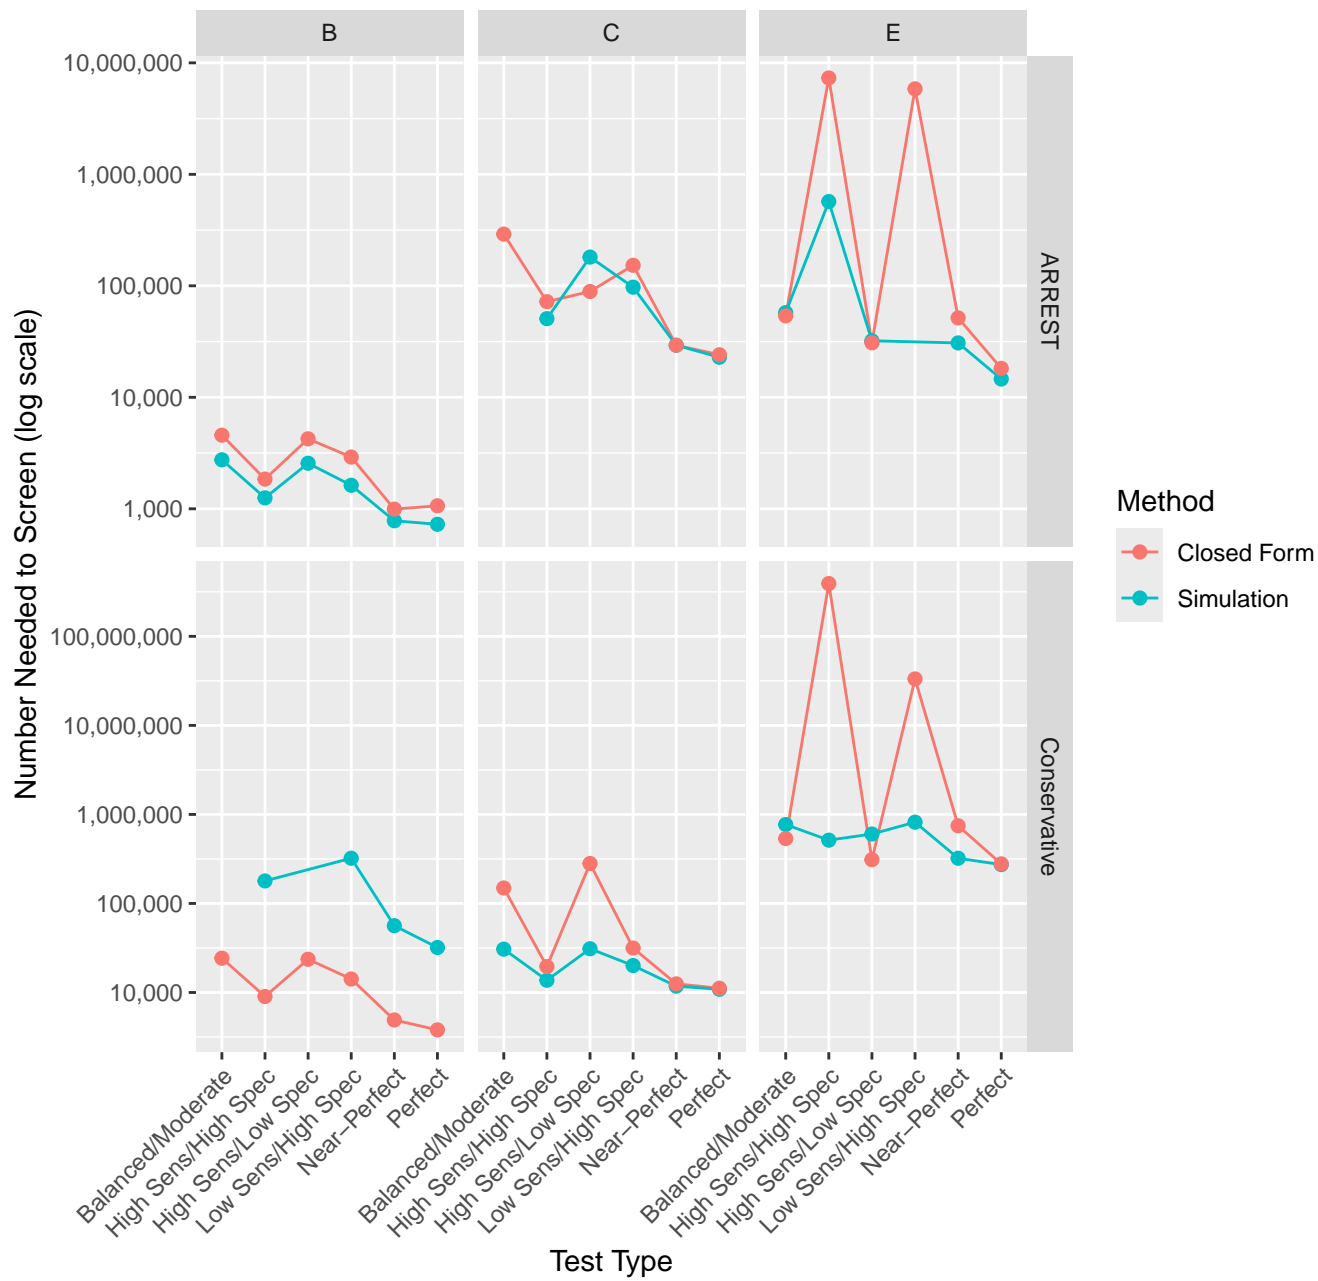 B
C
E
10,000,000
1,000,000
100,000
10,000
1,000
ARREST
100,000,000
10,000,000
1,000,000
100,000
10,000
Conservative
Number Needed to Screen (log scale)
Balanced/Moderate
High Sens/High Spec
High Sens/Low Spec
Low Sens/High Spec
Near−Perfect
Perfect
Balanced/Moderate
High Sens/High Spec
High Sens/Low Spec
Low Sens/High Spec
Near−Perfect
Perfect
Balanced/Moderate
High Sens/High Spec
High Sens/Low Spec
Low Sens/High Spec
Near−Perfect
Perfect
Test Type
Method
Closed Form
Simulation